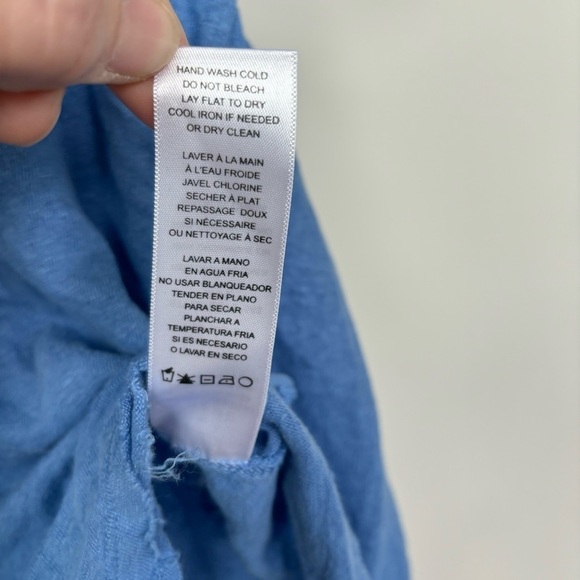 HAND WASH COLD
DO NOT BLEACH
LAY FLAT TO DRY
COOL IRON IF NEEDED
OR DRY CLEAN
LAVER À LA MAIN
À L'EAU FROIDE
JAVEL CHLORINE
SECHER À PLAT
REPASSAGE DOUX
SI NÉCESSAIRE
OU NETTOYAGE À SEC
LAVAR A MANO
EN AGUA FRIA
NO USAR BLANQUEADOR
TENDER EN PLANO
PARA SECAR
PLANCHAR A
TEMPERATURA FRIA
SI ES NECESARIO
O LAVAR EN SECO